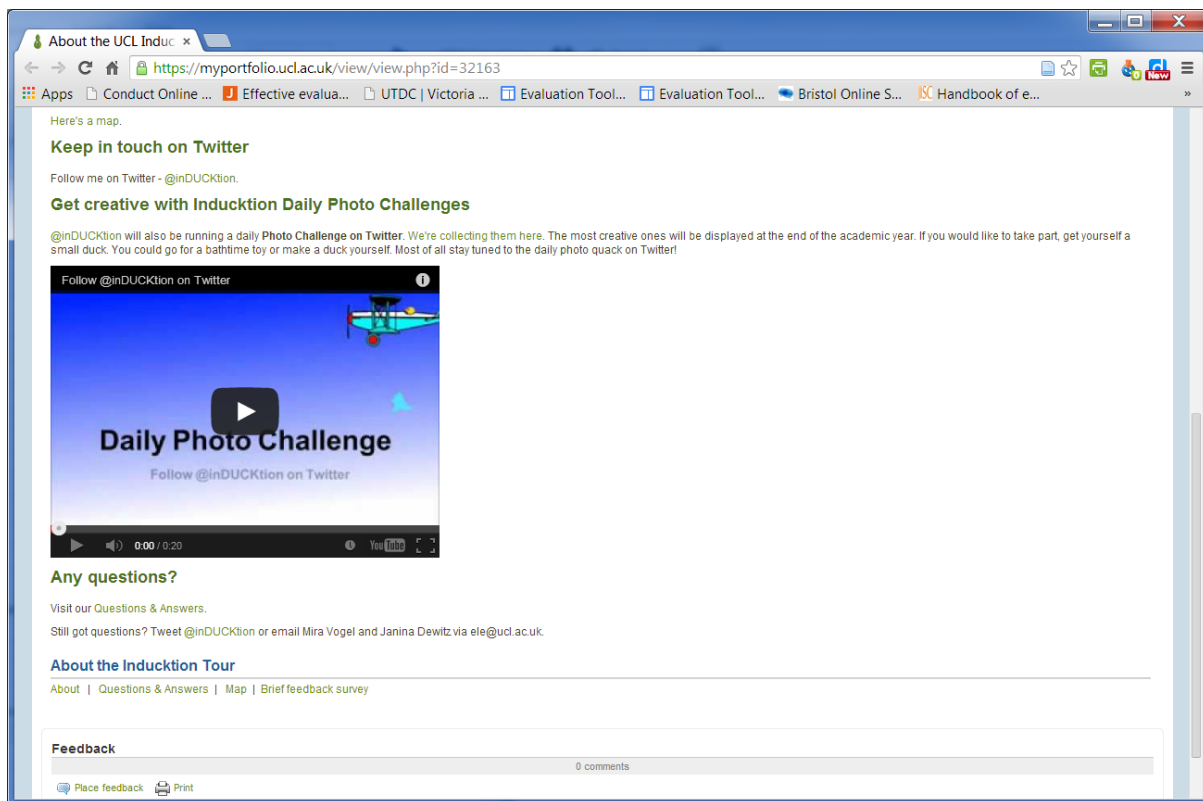 About the UCL Induc ×
https://myportfolio.ucl.ac.uk/view/view.php?id=32163
New
Apps Conduct Online ... Effective evalua... UTDC | Victoria ... Evaluation Tool... Evaluation Tool... Bristol Online S... Handbook of e... »
Here's a map.
Keep in touch on Twitter
Follow me on Twitter - @inDUCKtion.
Get creative with Inducktion Daily Photo Challenges
@inDUCKtion will also be running a daily Photo Challenge on Twitter. We're collecting them here. The most creative ones will be displayed at the end of the academic year. If you would like to take part, get yourself a
small duck. You could go for a bathtime toy or make a duck yourself. Most of all stay tuned to the daily photo quack on Twitter!
Follow @inDUCKtion on Twitter
Daily Photo Challenge
Follow @inDUCKtion on Twitter
0:00 / 0:20 YouTube
Any questions?
Visit our Questions & Answers.
Still got questions? Tweet @inDUCKtion or email Mira Vogel and Janina Dewitz via ele@ucl.ac.uk.
About the Inducktion Tour
About | Questions & Answers | Map | Brief feedback survey
Feedback
0 comments
Place feedback Print